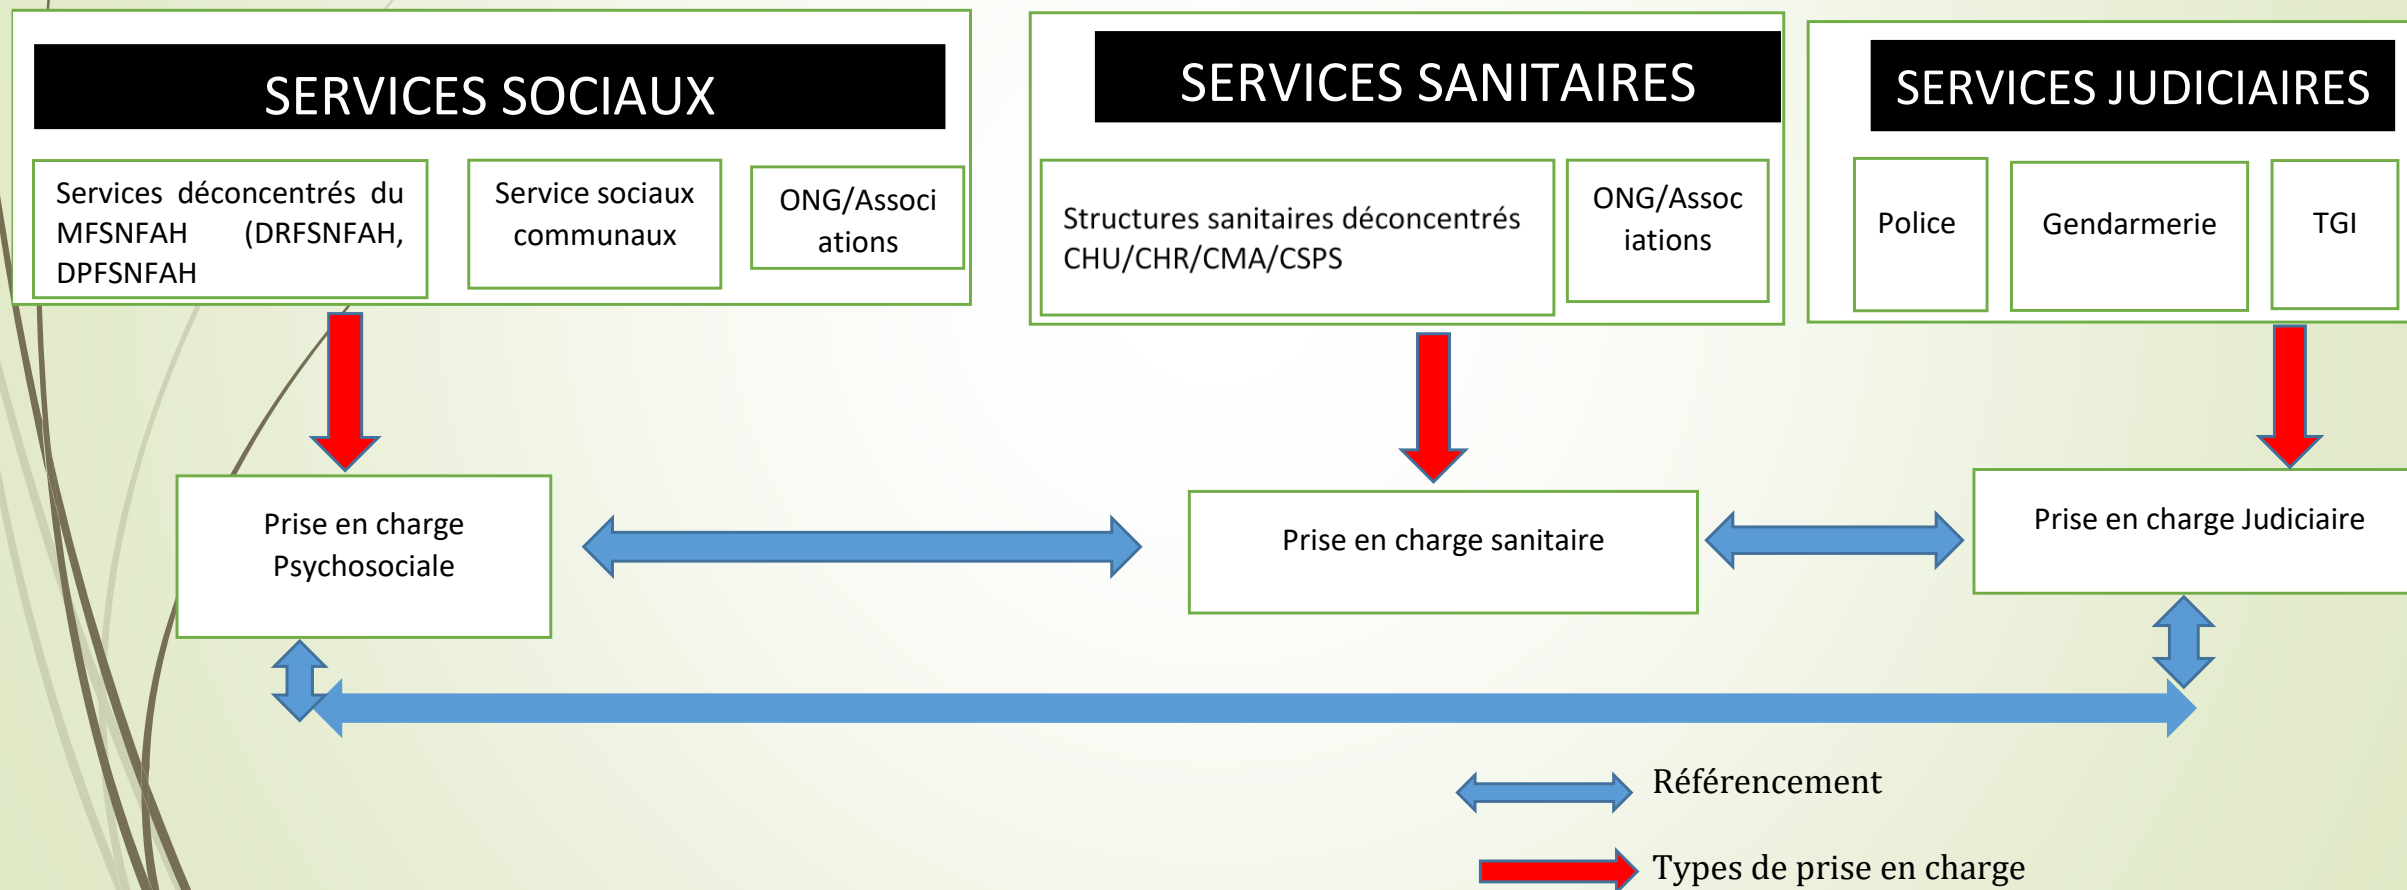 SERVICES SOCIAUX
Services déconcentrés du
MFSNFAH (DRFSNFAH,
DPFSNFAH
Service sociaux
communaux
ONG/Associ
ations
SERVICES SANITAIRES
Structures sanitaires déconcentrés
CHU/CHR/CMA/CSPS
ONG/Assoc
iations
SERVICES JUDICIAIRES
Police
Gendarmerie
TGI
Prise en charge
Psychosociale
Prise en charge sanitaire
Prise en charge Judiciaire
Référencement
Types de prise en charge